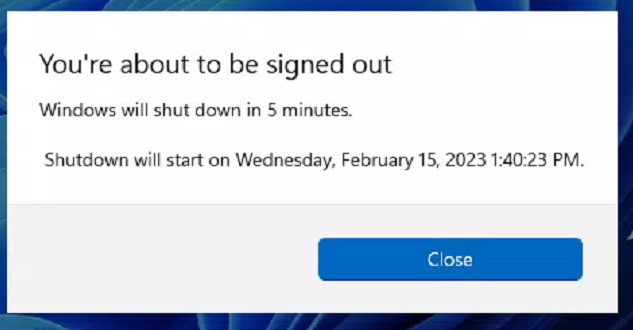 You're about to be signed out
Windows will shut down in 5 minutes.
Shutdown will start on Wednesday, February 15, 2023 1:40:23 PM.
Close